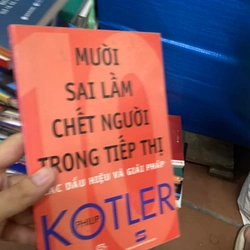 MƯỜI
SAI LẦM
CHẾT NGƯỜI
TRONG TIẾP THỊ
CÁC DẤU HIỆU VÀ GIẢI PHÁP
PHILIP
KOTLER